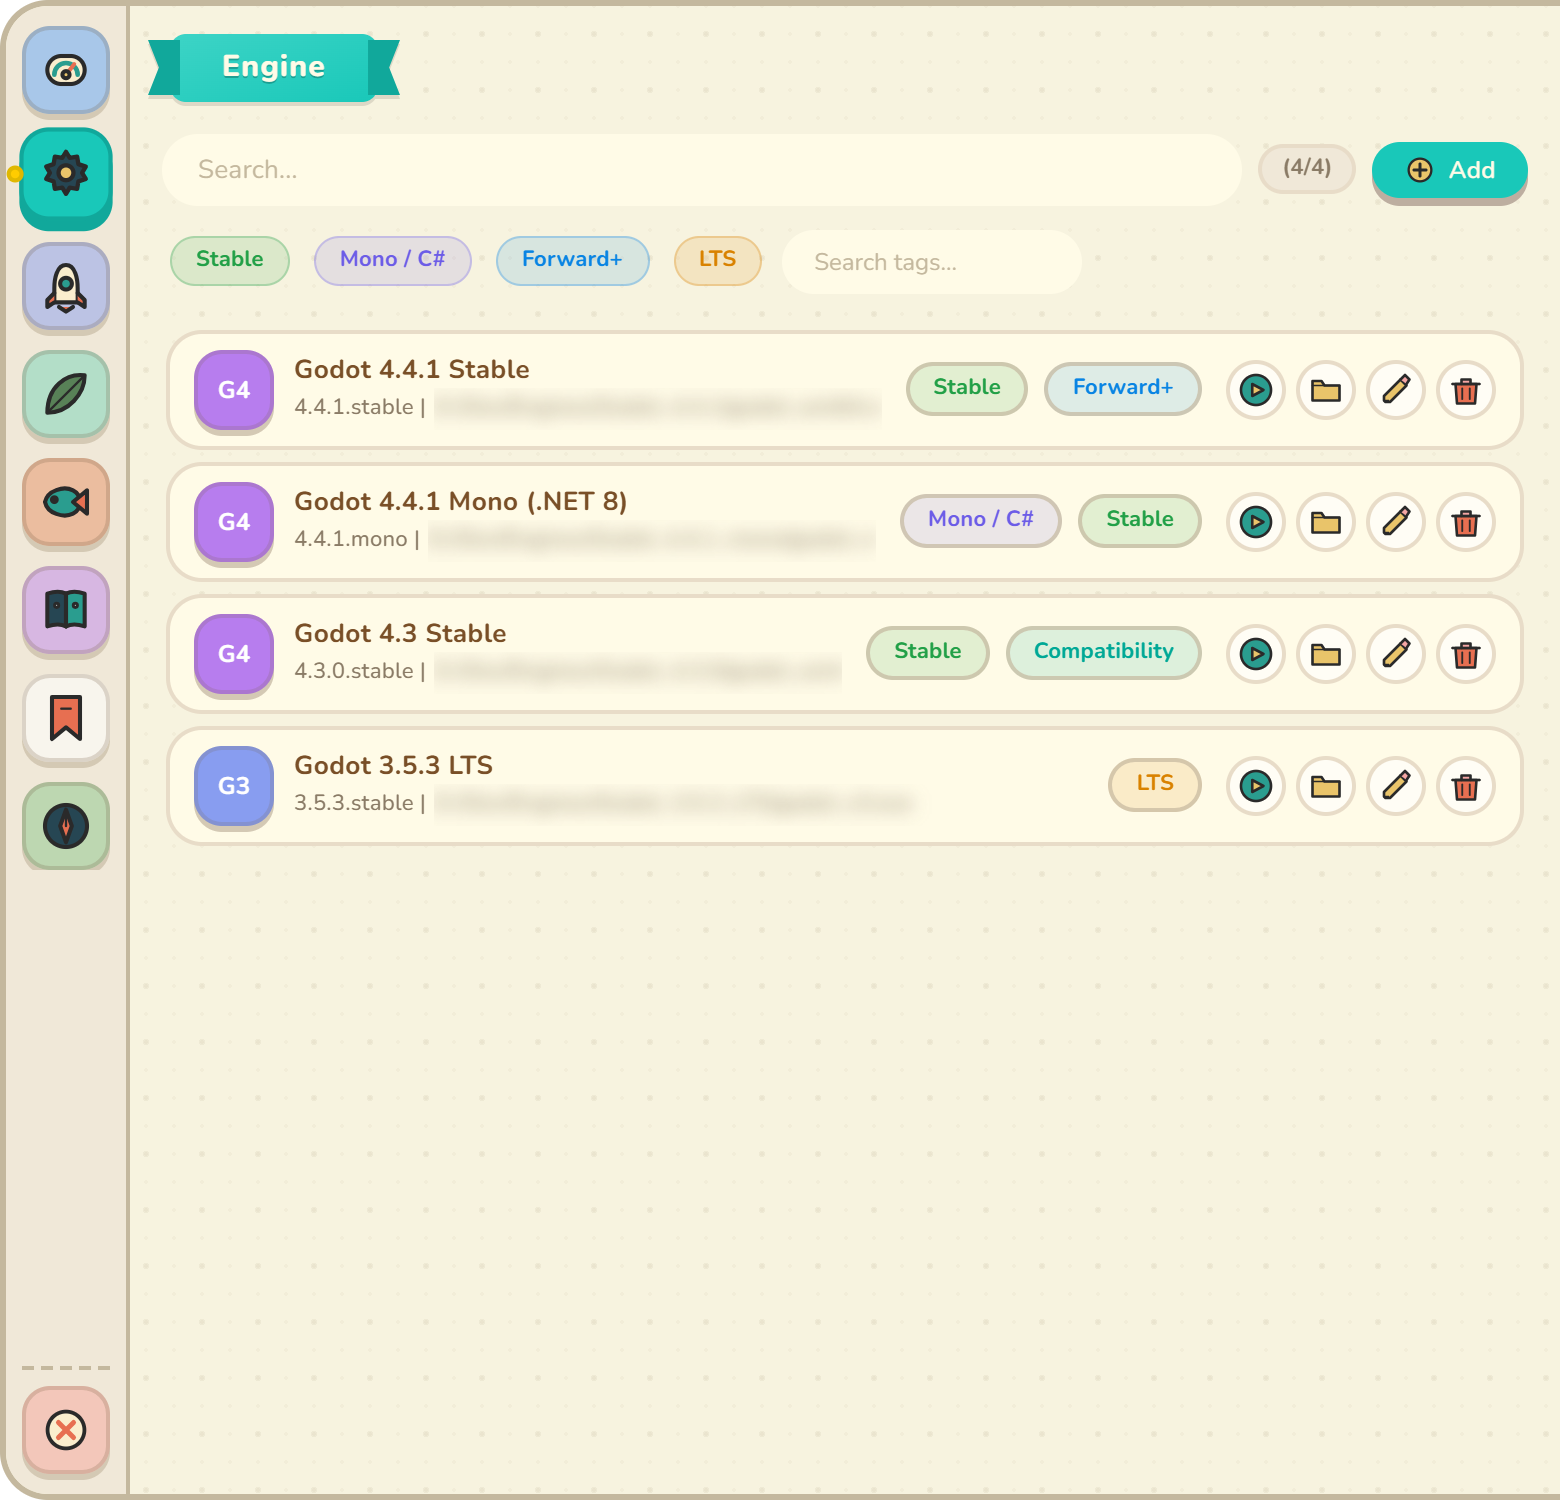 Engine
Search...
(4/4)
Add
Stable
Mono / C#
Forward+
LTS
Search tags...
G4
Godot 4.4.1 Stable
4.4.1.stable |
Stable
Forward+
G4
Godot 4.4.1 Mono (.NET 8)
4.4.1.mono |
Mono / C#
Stable
G4
Godot 4.3 Stable
4.3.0.stable |
Stable
Compatibility
G3
Godot 3.5.3 LTS
3.5.3.stable |
LTS